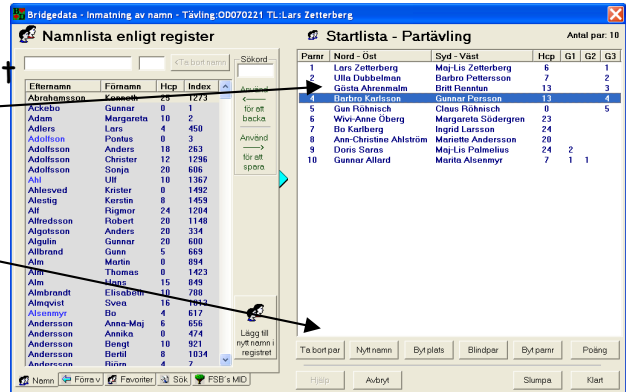 Bridgedata - Inmatning av namn - Tävling:OD070221 TL:Lars Zetterberg
Namnlista enligt register
t
<Ta bort namn
Sökord
Efternamn Förnamn Hcp Index
Abrahamsson Kenneth 25 1273
Ackebo Gunnar 0 1
Adam Margareta 10 2
Adlers Lars 4 450
Adolfson Pontus 0 3
Adolfsson Anders 18 263
Adolfsson Christer 12 1296
Adolfsson Sonja 20 606
Ahl Ulf 10 1367
Ahlesved Krister 0 1492
Alestig Kerstin 8 1459
Alf Rigmor 24 1204
Alfredsson Robert 20 1148
Algotsson Anders 20 334
Algulin Gunnar 20 600
Allbrand Gunn 5 669
Alm Martin 0 894
Alm Thomas 0 1423
Alm Hans 15 849
Almbrandt Elisabeth 10 788
Almqvist Svea 16
Alsenmyr Bo 4 617
Andersson Anna-Maj 6 656
Andersson Annika 0 474
Andersson Bengt 10 921
Andersson Bertil 8 1034
Andersson Björn 4 7
Använd
<-----
för att
backa
Använd
----->
för att
spara
Lägg till
nytt namn i
registret
Namn Förra v Favoriter Sök FSB's MID
Startlista - Partävling
Antal par: 10
Parnr Nord - Öst Syd - Väst Hcp G1 G2 G3
1 Lars Zetterberg Maj-Lis Zetterberg 6 1
2 Ulla Dubbelman Barbro Pettersson 7 2
3 Gösta Ahrenmalm Britt Renntun 13 3
4 Barbro Karlsson Gunnar Persson 13 4
5 Gun Röhnisch Claus Röhnisch 0 5
6 Wivi-Anne Öberg Margareta Södergren 23
7 Bo Karlberg Ingrid Larsson 24
8 Ann-Christine Ahlström Mariette Andersson 20
9 Doris Saras Maj-Lis Palmelius 24 2
10 Gunnar Allard Marita Alsenmyr 7 1 1
Ta bort par Nytt namn Byt plats Blindpar Byt parnr Poäng
Hjälp Avbryt Slumpa Klart